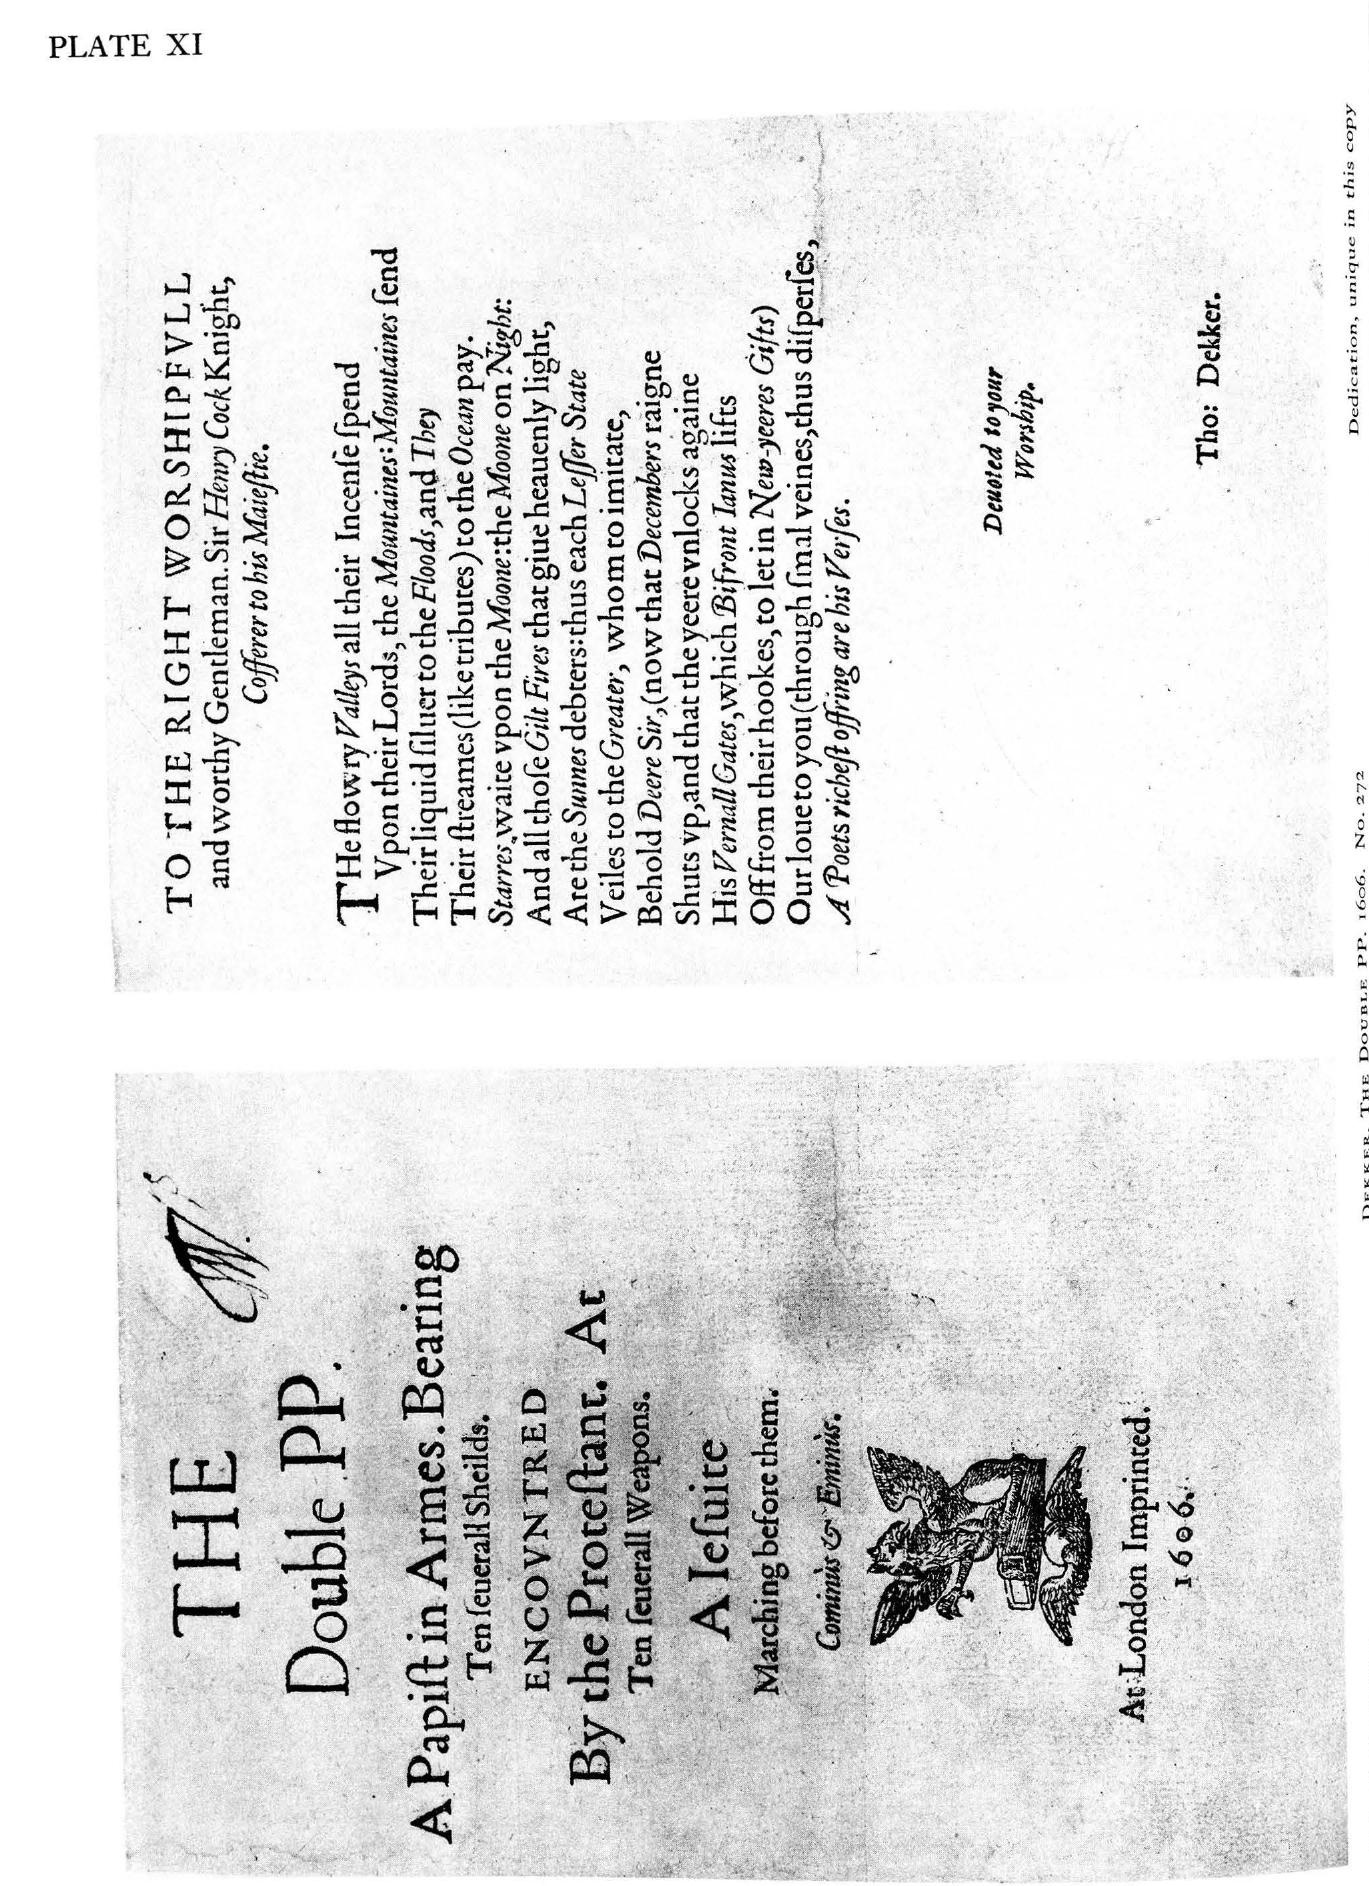 PLATE XI
THE
Double PP.
A Papiſt in Armes. Bearing
Ten ſeuerall Sheilds.
ENCOVNTRED
By the Proteſtant. At
Ten ſeuerall Weapons.
A Ieſuite
Marching before them.
Cominùs & Eminùs.
At London Imprinted.
1606.
TO THE RIGHT WORSHIPFVLL
and worthy Gentleman. Sir Henry Cock Knight,
Cofferer to his Maieſtie.
THe flowry Valleys all their Incenſe ſpend
Vpon their Lords, the Mountaines: Mountaines ſend
Their liquid ſiluer to the Floods, and They
Their ſtreames (like tributes) to the Ocean pay.
Starres waite vpon the Moone: the Moone on Night:
And all thoſe Gilt Fires that giue heauenly light,
Are the Sunnes debters: thus each Leſſer State
Veiles to the Greater, whom to imitate,
Behold Deere Sir, (now that Decembers raigne
Shuts vp, and that the yeere vnlocks againe
His Vernall Gates, which Bifront Ianus lifts
Off from their hookes, to let in New-yeeres Gifts)
Our loue to you (through ſmal veines, thus diſperſes,
A Poets richeſt offring are his Verſes.
Deuoted to your
Worship.
Tho: Dekker.
DEKKER. THE DOUBLE PP. 1606. No. 272
Dedication, unique in this copy